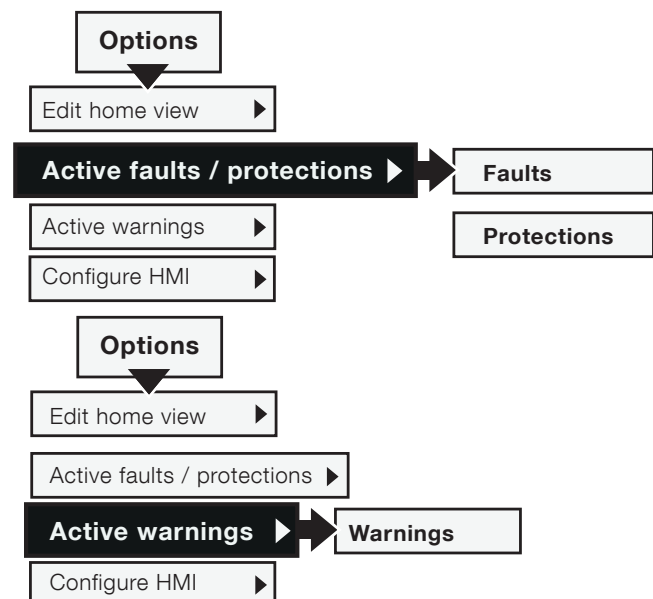 Options
Edit home view
Active faults / protections
Faults
Active warnings
Protections
Configure HMI
Options
Edit home view
Active faults / protections
Active warnings
Warnings
Configure HMI